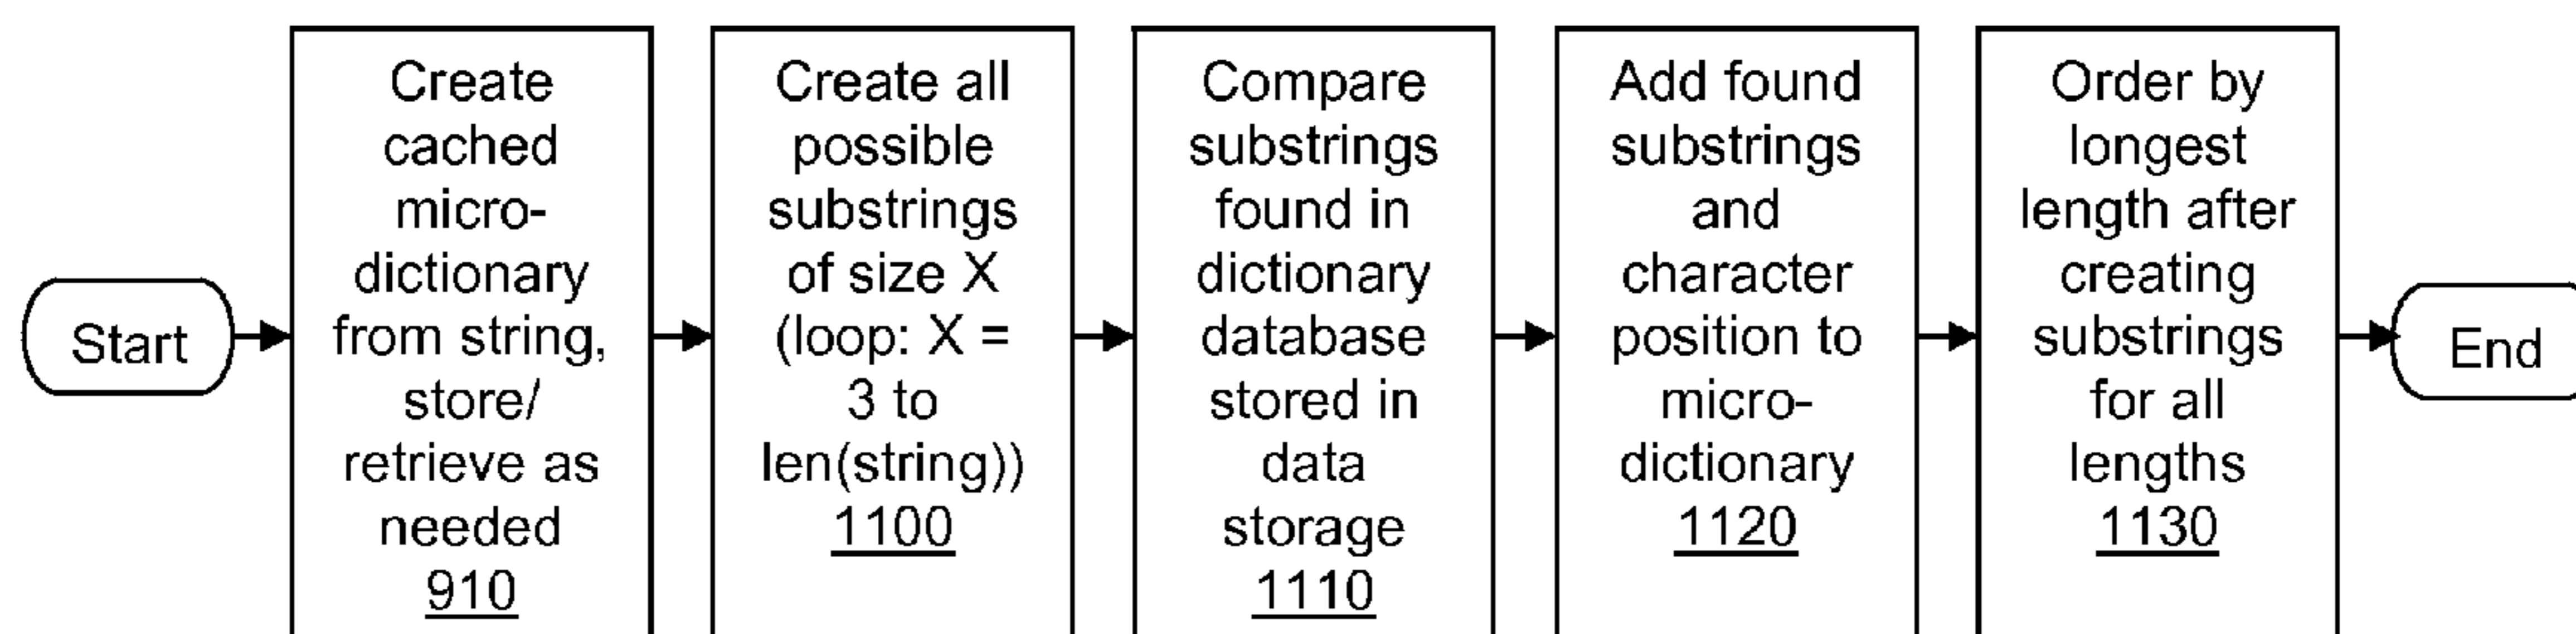 Start
Create
cached
micro-
dictionary
from string,
store/
retrieve as
needed
910
Create all
possible
substrings
of size X
(loop: X =
3 to
len(string))
1100
Compare
substrings
found in
dictionary
database
stored in
data
storage
1110
Add found
substrings
and
character
position to
micro-
dictionary
1120
Order by
longest
length after
creating
substrings
for all
lengths
1130
End